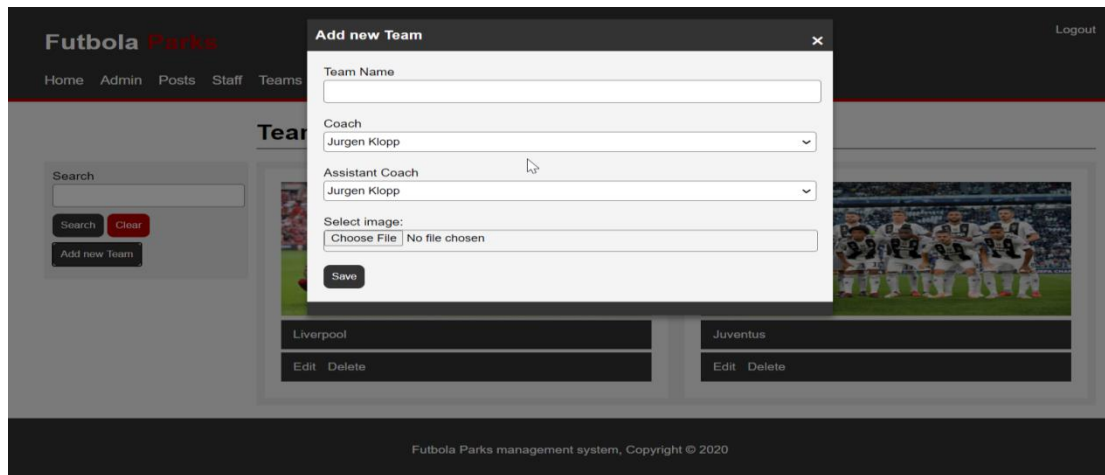 Futbola Parks
Logout
Home Admin Posts Staff Teams
Add new Team
×
Team Name
Coach
Jurgen Klopp
Assistant Coach
Jurgen Klopp
Select image:
Choose File No file chosen
Save
Tear
Search
Search Clear
Add new Team
Liverpool
Edit Delete
Juventus
Edit Delete
Futbola Parks management system, Copyright © 2020